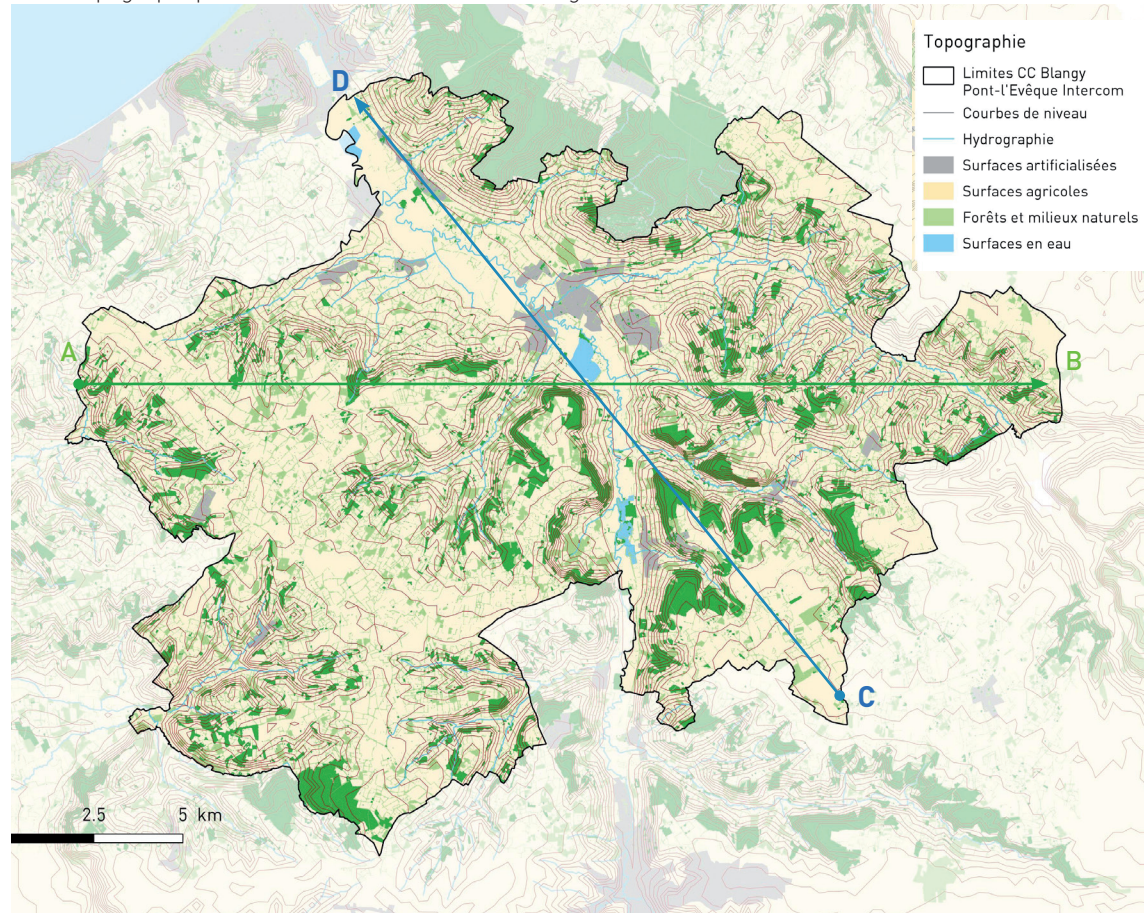 Topographie
Limites CC Blangy
Pont-l'Evêque Intercom
Courbes de niveau
Hydrographie
Surfaces artificialisées
Surfaces agricoles
Forêts et milieux naturels
Surfaces en eau
D
A
B
C
2.5
5 km